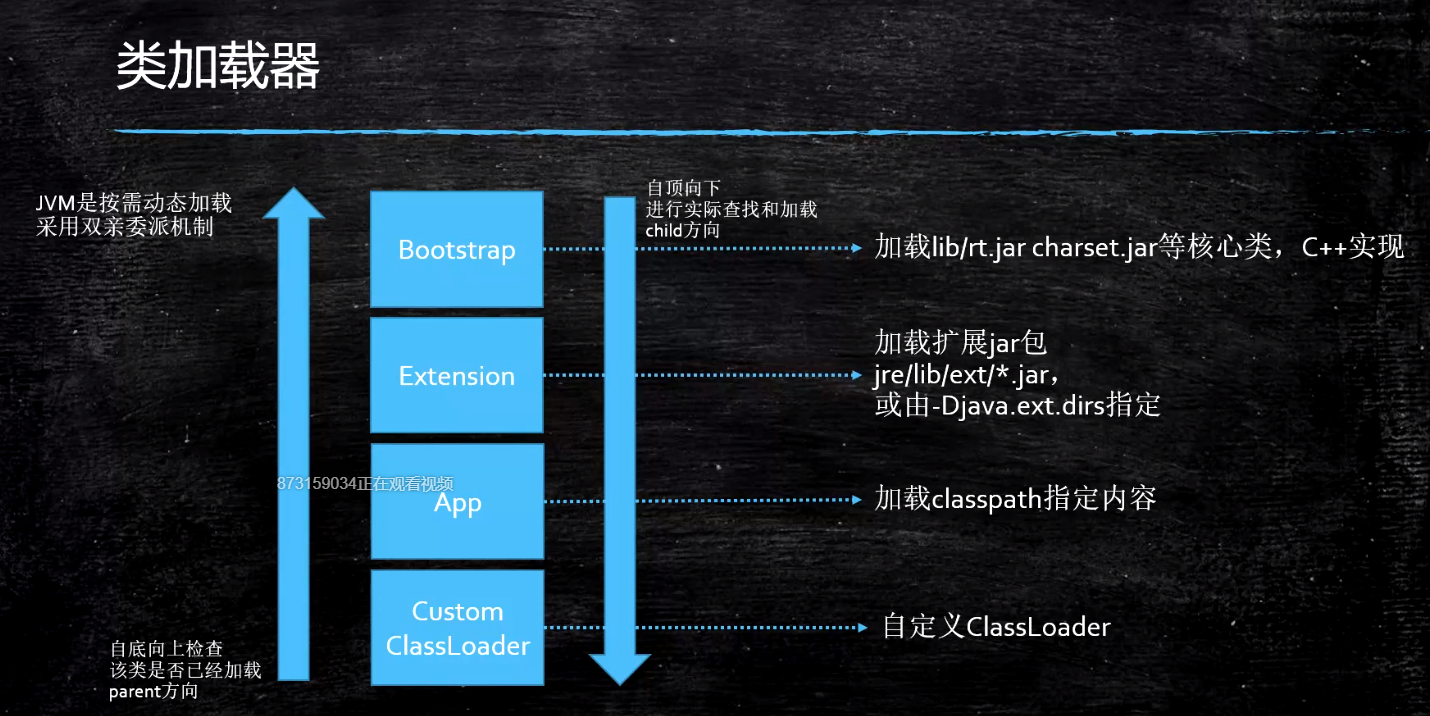 类加载器
JVM是按需动态加载
采用双亲委派机制
自顶向下
进行实际查找和加载
child方向
Bootstrap
加载lib/rt.jar charset.jar等核心类，C++实现
Extension
加载扩展jar包
jre/lib/ext/*.jar，
或由-Djava.ext.dirs指定
873159034正在观看视频
App
加载classpath指定内容
Custom
ClassLoader
自定义ClassLoader
自底向上检查
该类是否已经加载
parent方向